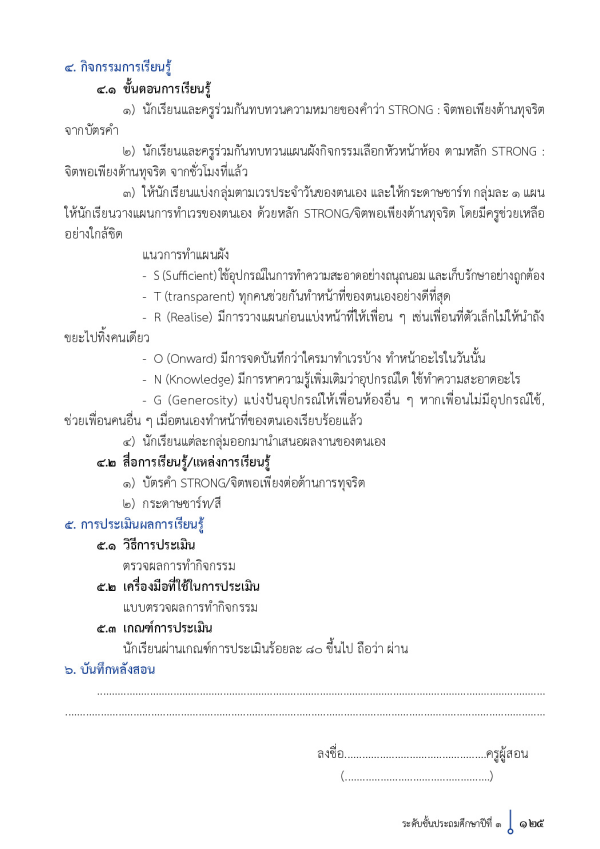 ๔. กิจกรรมการเรียนรู้
๔.๑ ขั้นตอนการเรียนรู้
๑) นักเรียนและครูร่วมกันทบทวนความหมายของคำว่า STRONG : จิตพอเพียงต้านทุจริต
จากบัตรคำ
๒) นักเรียนและครูร่วมกันทบทวนแผนผังกิจกรรมเลือกหัวหน้าห้อง ตามหลัก STRONG :
จิตพอเพียงต้านทุจริต จากชั่วโมงที่แล้ว
๓) ให้นักเรียนแบ่งกลุ่มตามเวรประจำวันของตนเอง และให้กระดาษชาร์ท กลุ่มละ ๑ แผน
ให้นักเรียนวางแผนการทำเวรของตนเอง ด้วยหลัก STRONG/จิตพอเพียงต้านทุจริต โดยมีครูช่วยเหลือ
อย่างใกล้ชิด
แนวการทำแผนผัง
- S (Sufficient) ใช้อุปกรณ์ในการทำความสะอาดอย่างถนุถนอม และเก็บรักษาอย่างถูกต้อง
- T (transparent) ทุกคนช่วยกันทำหน้าที่ของตนเองอย่างดีที่สุด
- R (Realise) มีการวางแผนก่อนแบ่งหน้าที่ให้เพื่อน ๆ เช่นเพื่อนที่ตัวเล็กไม่ให้นำถัง
ขยะไปทิ้งคนเดียว
- O (Onward) มีการจดบันทึกว่าใครมาทำเวรบ้าง ทำหน้าอะไรในวันนั้น
- N (Knowledge) มีการหาความรู้เพิ่มเติมว่าอุปกรณ์ใด ใช้ทำความสะอาดอะไร
- G (Generosity) แบ่งปันอุปกรณ์ให้เพื่อนห้องอื่น ๆ หากเพื่อนไม่มีอุปกรณ์ใช้,
ช่วยเพื่อนคนอื่น ๆ เมื่อตนเองทำหน้าที่ของตนเองเรียบร้อยแล้ว
๔) นักเรียนแต่ละกลุ่มออกมานำเสนอผลงานของตนเอง
๔.๒ สื่อการเรียนรู้/แหล่งการเรียนรู้
๑) บัตรคำ STRONG/จิตพอเพียงต่อต้านการทุจริต
๒) กระดาษชาร์ท/สี
๕. การประเมินผลการเรียนรู้
๕.๑ วิธีการประเมิน
ตรวจผลการทำกิจกรรม
๕.๒ เครื่องมือที่ใช้ในการประเมิน
แบบตรวจผลการทำกิจกรรม
๕.๓ เกณฑ์การประเมิน
นักเรียนผ่านเกณฑ์การประเมินร้อยละ ๘๐ ขึ้นไป ถือว่า ผ่าน
๖. บันทึกหลังสอน
................................................................................
................................................................................
ลงชื่อ................................................ครูผู้สอน
(.................................................)
ระดับชั้นประถมศึกษาปีที่ ๑ ๑๒๕